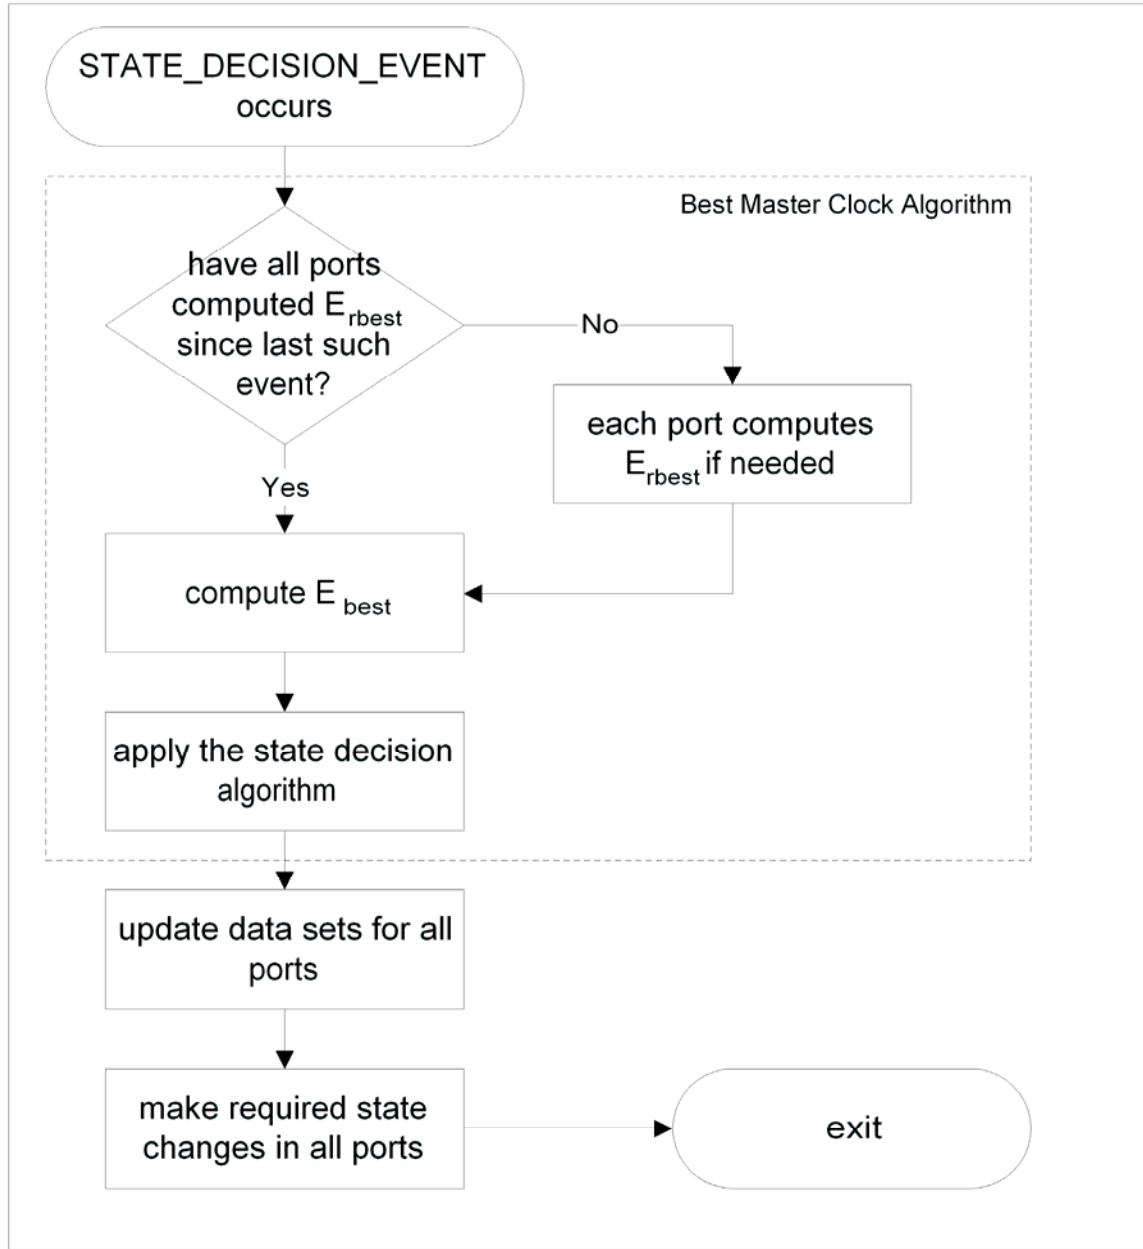 STATE_DECISION_EVENT
occurs
Best Master Clock Algorithm
have all ports
computed E rbest
since last such
event?
No
each port computes
E rbest if needed
Yes
compute E best
apply the state decision
algorithm
update data sets for all
ports
make required state
changes in all ports
exit